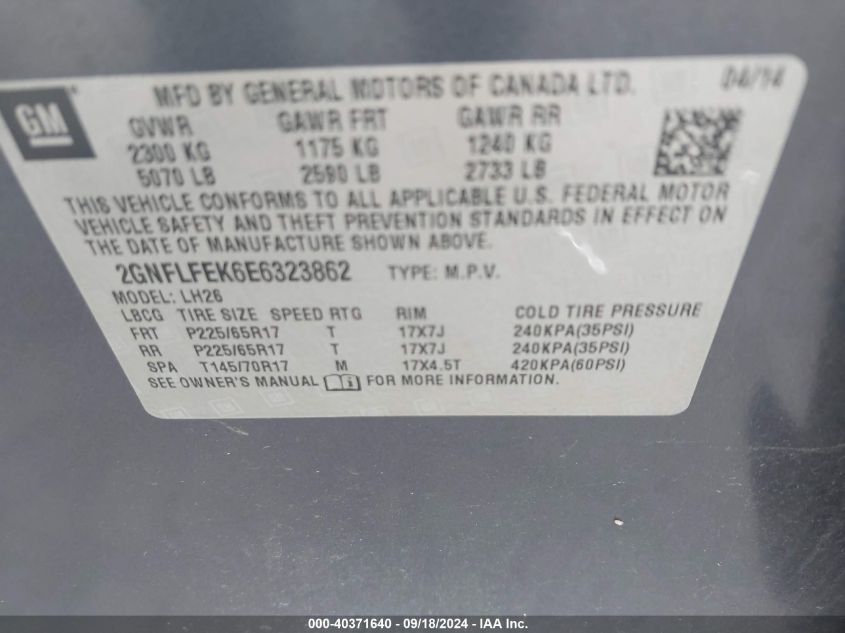 GM
MFD BY GENERAL MOTORS OF CANADA LTD. 04/14
GVWR GAWR FRT GAWR RR
2300 KG 1175 KG 1240 KG
5070 LB 2590 LB 2733 LB
THIS VEHICLE CONFORMS TO ALL APPLICABLE U.S. FEDERAL MOTOR
VEHICLE SAFETY AND THEFT PREVENTION STANDARDS IN EFFECT ON
THE DATE OF MANUFACTURE SHOWN ABOVE.
2GNFLFEK6E6323862 TYPE: M.P.V.
MODEL: LH26
LBCG TIRE SIZE SPEED RTG RIM COLD TIRE PRESSURE
FRT P225/65R17 T 17X7J 240KPA(35PSI)
RR P225/65R17 T 17X7J 240KPA(35PSI)
SPA T145/70R17 M 17X4.5T 420KPA(60PSI)
SEE OWNER'S MANUAL FOR MORE INFORMATION.
000-40371640 - 09/18/2024 - IAA Inc.